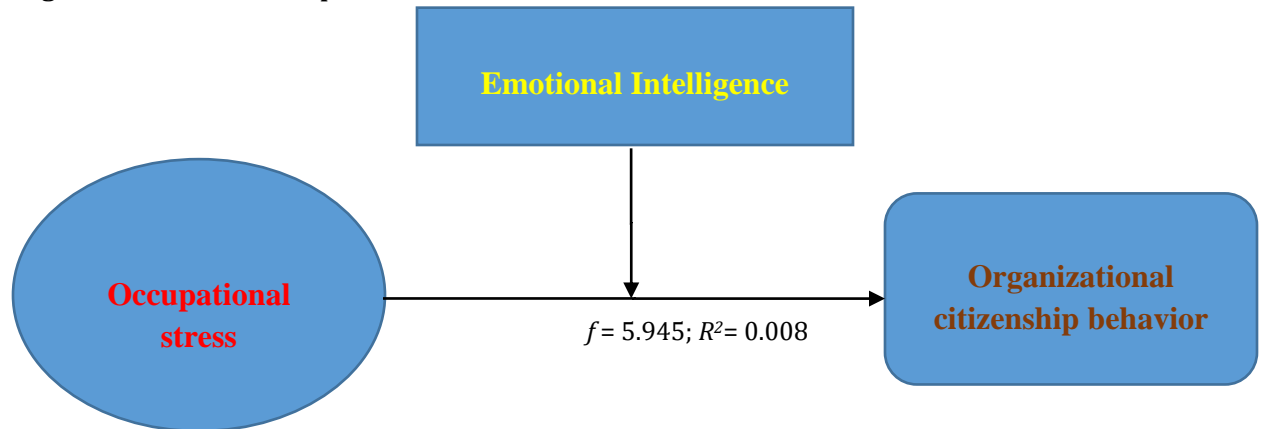 Emotional Intelligence
Occupational
stress
Organizational
citizenship behavior
f = 5.945; R²= 0.008